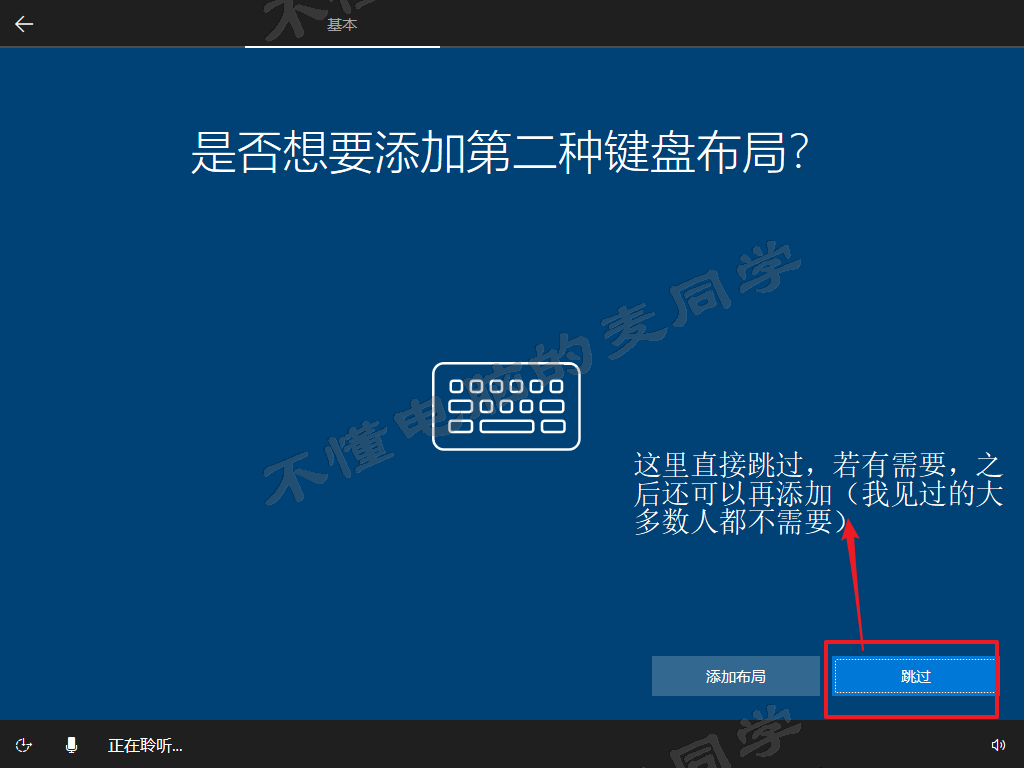 基本
是否想要添加第二种键盘布局?
不懂电脑的麦同学
这里直接跳过，若有需要，之
后还可以再添加（我见过的大
多数人都不需要）
添加布局
跳过
正在聆听...
同学